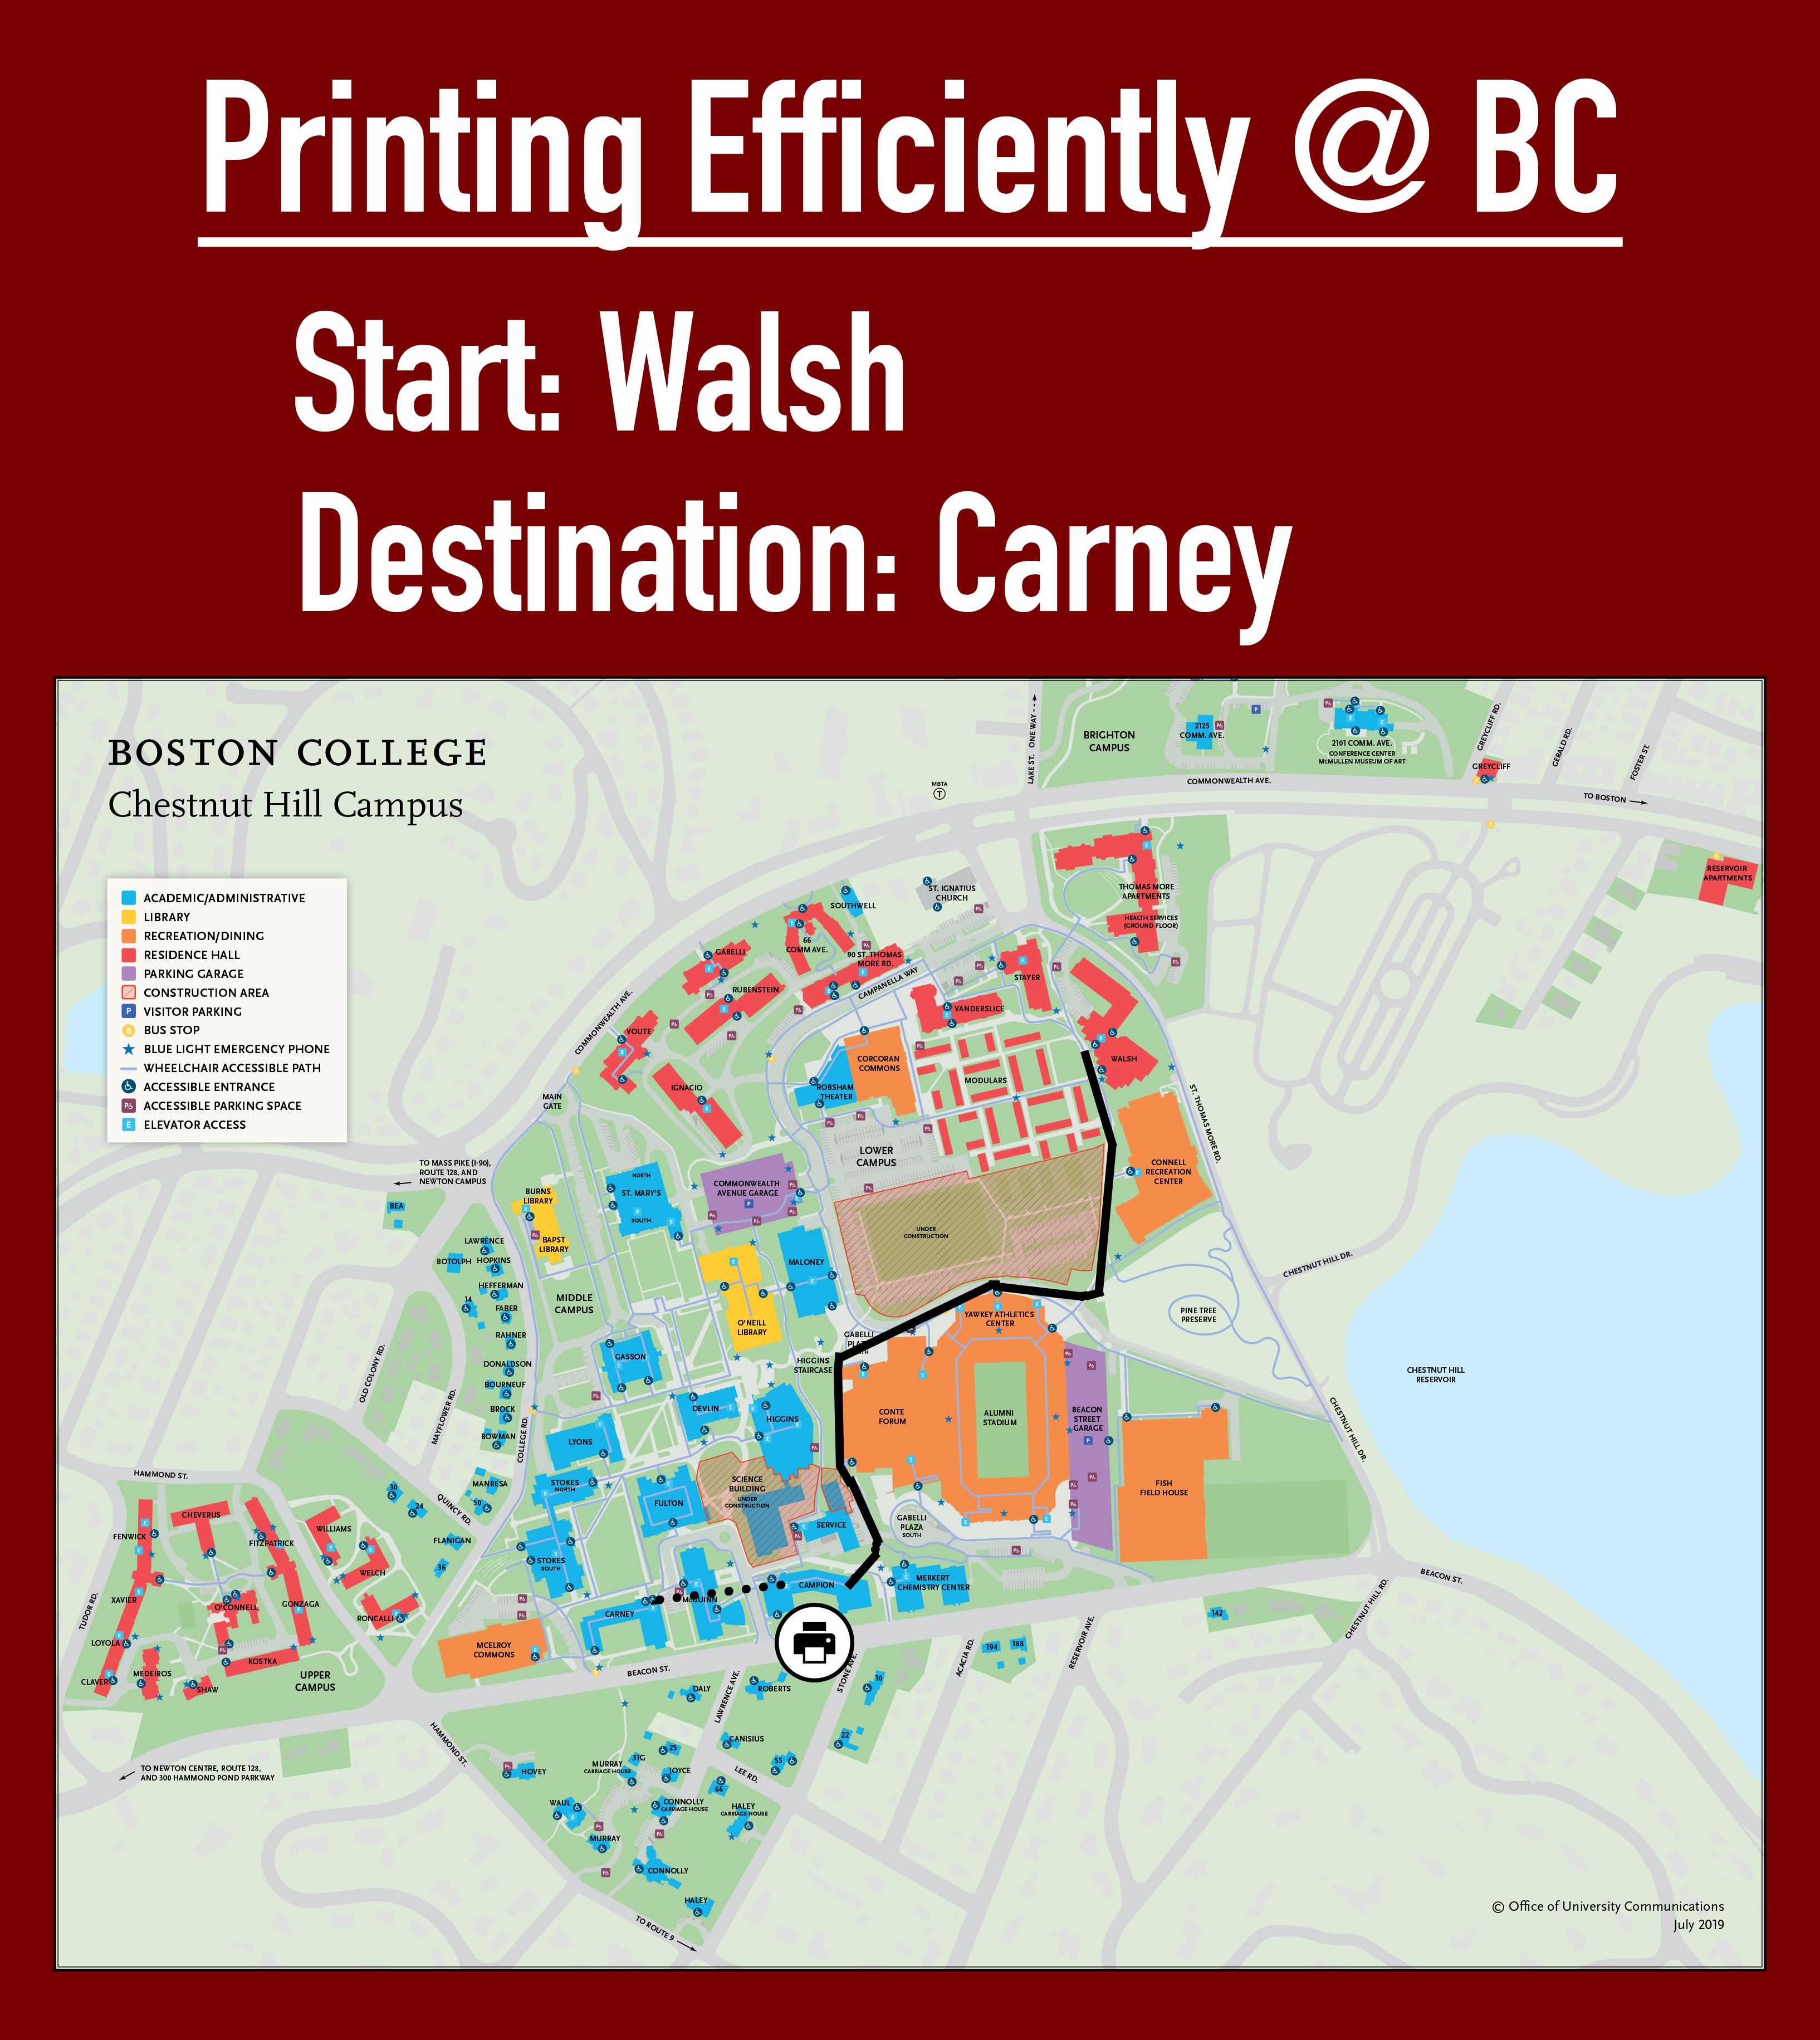 Printing Efficiently @ BC
Start: Walsh
Destination: Carney
BOSTON COLLEGE
Chestnut Hill Campus
ACADEMIC/ADMINISTRATIVE
LIBRARY
RECREATION/DINING
RESIDENCE HALL
PARKING GARAGE
CONSTRUCTION AREA
P VISITOR PARKING
B BUS STOP
BLUE LIGHT EMERGENCY PHONE
WHEELCHAIR ACCESSIBLE PATH
ACCESSIBLE ENTRANCE
ACCESSIBLE PARKING SPACE
E ELEVATOR ACCESS
LAKE ST. ONE WAY
BRIGHTON
CAMPUS
2125
COMM. AVE.
2101 COMM. AVE.
CONFERENCE CENTER
McMULLEN MUSEUM OF ART
GREYCLIFF RD.
GREYCLIFF
GERALD RD.
FOSTER ST.
COMMONWEALTH AVE.
TO BOSTON
MBTA
T
RESERVOIR
APARTMENTS
THOMAS MORE
APARTMENTS
HEALTH SERVICES
(GROUND FLOOR)
ST. IGNATIUS
CHURCH
SOUTHWELL
66
COMM AVE.
90 ST. THOMAS
MORE RD.
GABELLI
RUBENSTEIN
CAMPANELLA WAY
STAYER
VANDERSLICE
COMMONWEALTH AVE.
VOUTE
IGNACIO
CORCORAN
COMMONS
ROBSHAM
THEATER
MODULARS
WALSH
ST. THOMAS MORE RD.
MAIN
GATE
LOWER
CAMPUS
CONNELL
RECREATION
CENTER
TO MASS PIKE (I-90),
ROUTE 128, AND
NEWTON CAMPUS
NORTH
ST. MARY'S
SOUTH
COMMONWEALTH
AVENUE GARAGE
P
BURNS
LIBRARY
BAPST
LIBRARY
BEA
UNDER
CONSTRUCTION
LAWRENCE
BOTOLPH
HOPKINS
HEFFERMAN
14
FABER
RAHNER
DONALDSON
BOURNEUF
BROCK
BOWMAN
MIDDLE
CAMPUS
MALONEY
O'NEILL
LIBRARY
CHESTNUT HILL DR.
PINE TREE
PRESERVE
YAWKEY ATHLETICS
CENTER
GABELLI
HIGGINS
STAIRCASE
GASSON
OLD COLONY RD.
MAYFLOWER RD.
COLLEGE RD.
CHESTNUT HILL
RESERVOIR
CHESTNUT HILL DR.
DEVLIN
HIGGINS
CONTE
FORUM
ALUMNI
STADIUM
BEACON
STREET
GARAGE
P
LYONS
HAMMOND ST.
MANRESA
50
30
24
QUINCY RD.
STOKES
NORTH
FULTON
SCIENCE
BUILDING
UNDER
CONSTRUCTION
SERVICE
FISH
FIELD HOUSE
GABELLI
PLAZA
SOUTH
CHEVERUS
FENWICK
FITZPATRICK
WILLIAMS
FLANIGAN
36
STOKES
SOUTH
WELCH
XAVIER
O'CONNELL
GONZAGA
RONCALLI
TUDOR RD.
CAMPION
MERKERT
CHEMISTRY CENTER
BEACON ST.
CARNEY
McGUINN
142
CHESTNUT HILL RD.
LOYOLA
KOSTKA
MEDEIROS
CLAVER
SHAW
UPPER
CAMPUS
MCELROY
COMMONS
BEACON ST.
ACACIA RD.
194
188
RESERVOIR AVE.
STONE AVE.
LAWRENCE AVE.
DALY
ROBERTS
10
HAMMOND ST.
CANISIUS
22
TO NEWTON CENTRE, ROUTE 128,
AND 300 HAMMOND POND PARKWAY
HOVEY
MURRAY
CARRIAGE HOUSE
31G
25
JOYCE
55
LEE RD.
66
WAUL
CONNOLLY
CARRIAGE HOUSE
HALEY
CARRIAGE HOUSE
MURRAY
CONNOLLY
HALEY
TO ROUTE 9
© Office of University Communications
July 2019